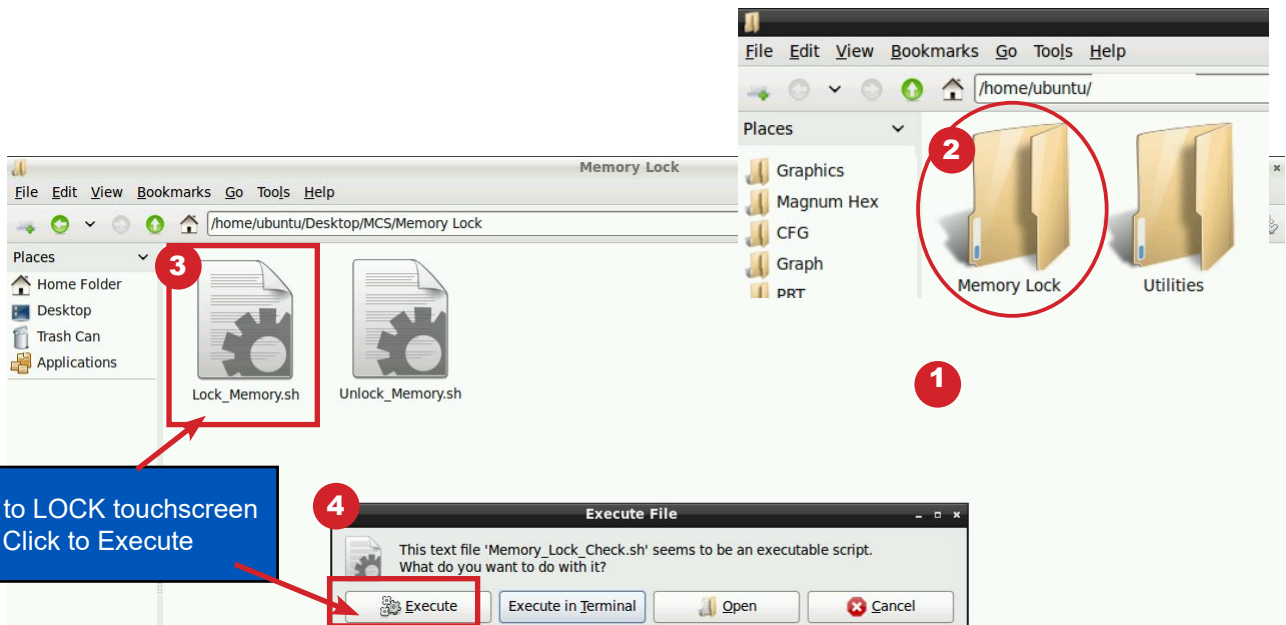 File Edit View Bookmarks Go Tools Help
/home/ubuntu/
Places
Graphics
Magnum Hex
CFG
Graph
PRT
2
Memory Lock
Utilities
Memory Lock
File Edit View Bookmarks Go Tools Help
/home/ubuntu/Desktop/MCS/Memory Lock
Places
Home Folder
Desktop
Trash Can
Applications
3
Lock_Memory.sh
Unlock_Memory.sh
1
to LOCK touchscreen
Click to Execute
4
Execute File
This text file 'Memory_Lock_Check.sh' seems to be an executable script.
What do you want to do with it?
Execute
Execute in Terminal
Open
Cancel